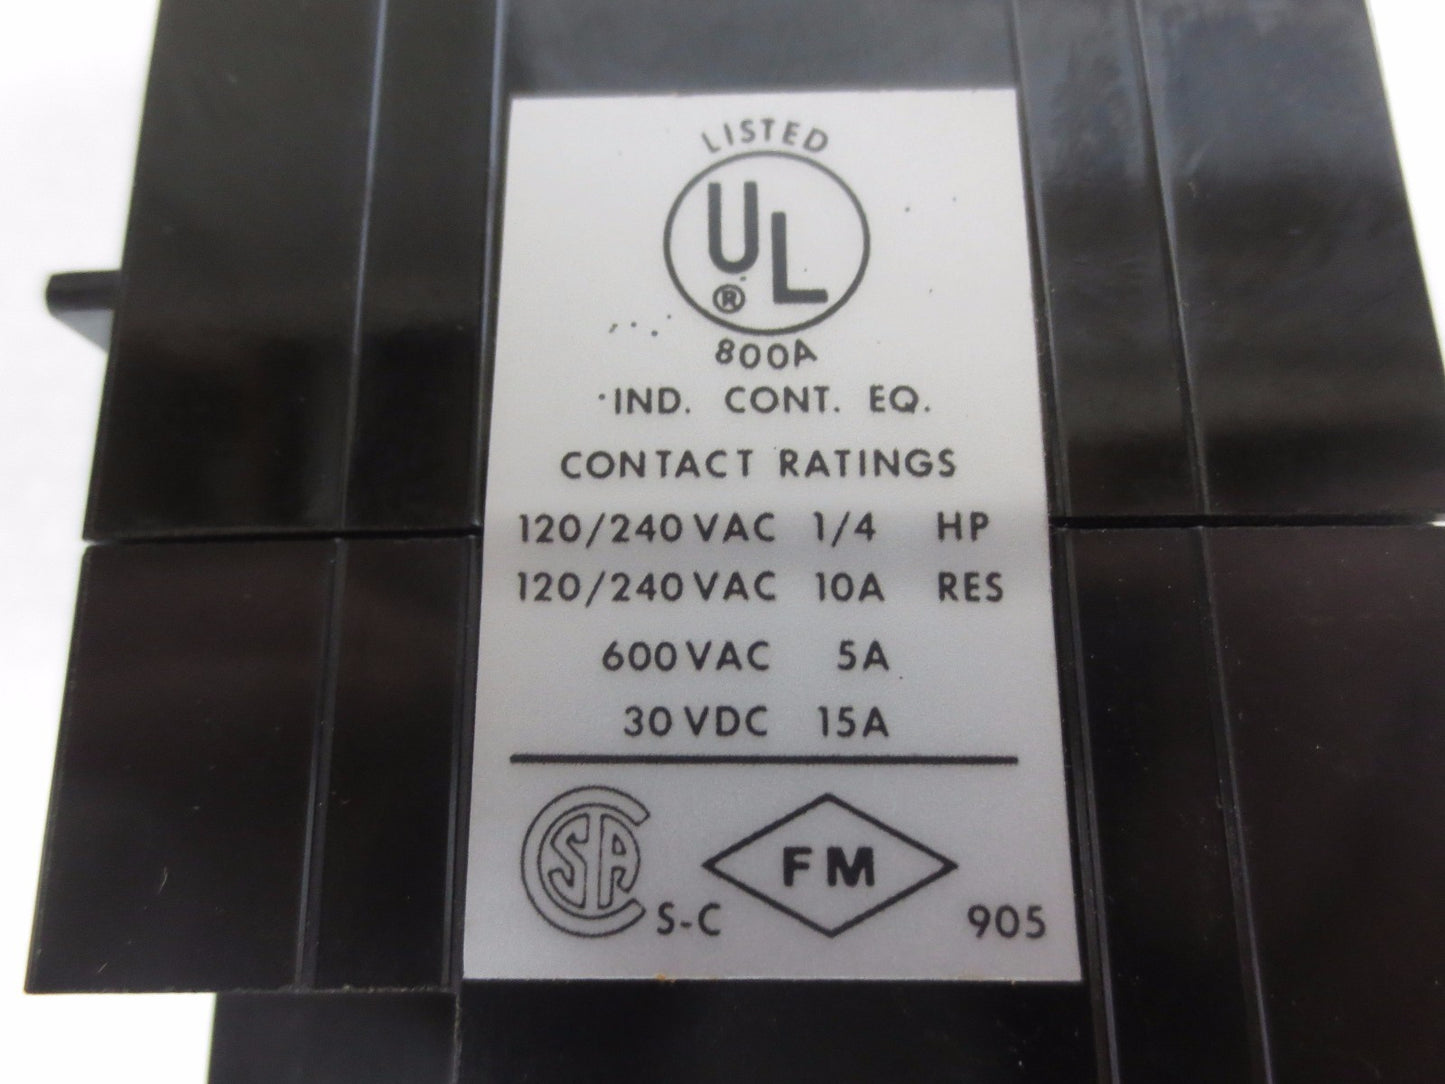 LISTED
UL
®
800A
IND. CONT. EQ.
CONTACT RATINGS
120/240 VAC 1/4 HP
120/240 VAC 10A RES
600 VAC 5A
30 VDC 15A
CSA S-C
FM
905